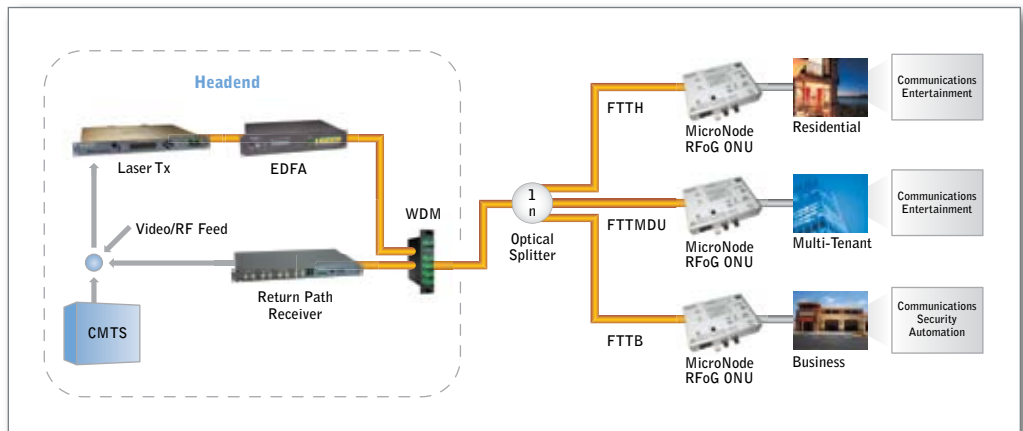 Headend
Laser Tx
EDFA
WDM
Video/RF Feed
Return Path
Receiver
CMTS
1
n
Optical
Splitter
FTTH
MicroNode
RFoG ONU
Residential
Communications
Entertainment
FTTMDU
MicroNode
RFoG ONU
Multi-Tenant
Communications
Entertainment
FTTB
MicroNode
RFoG ONU
Business
Communications
Security
Automation